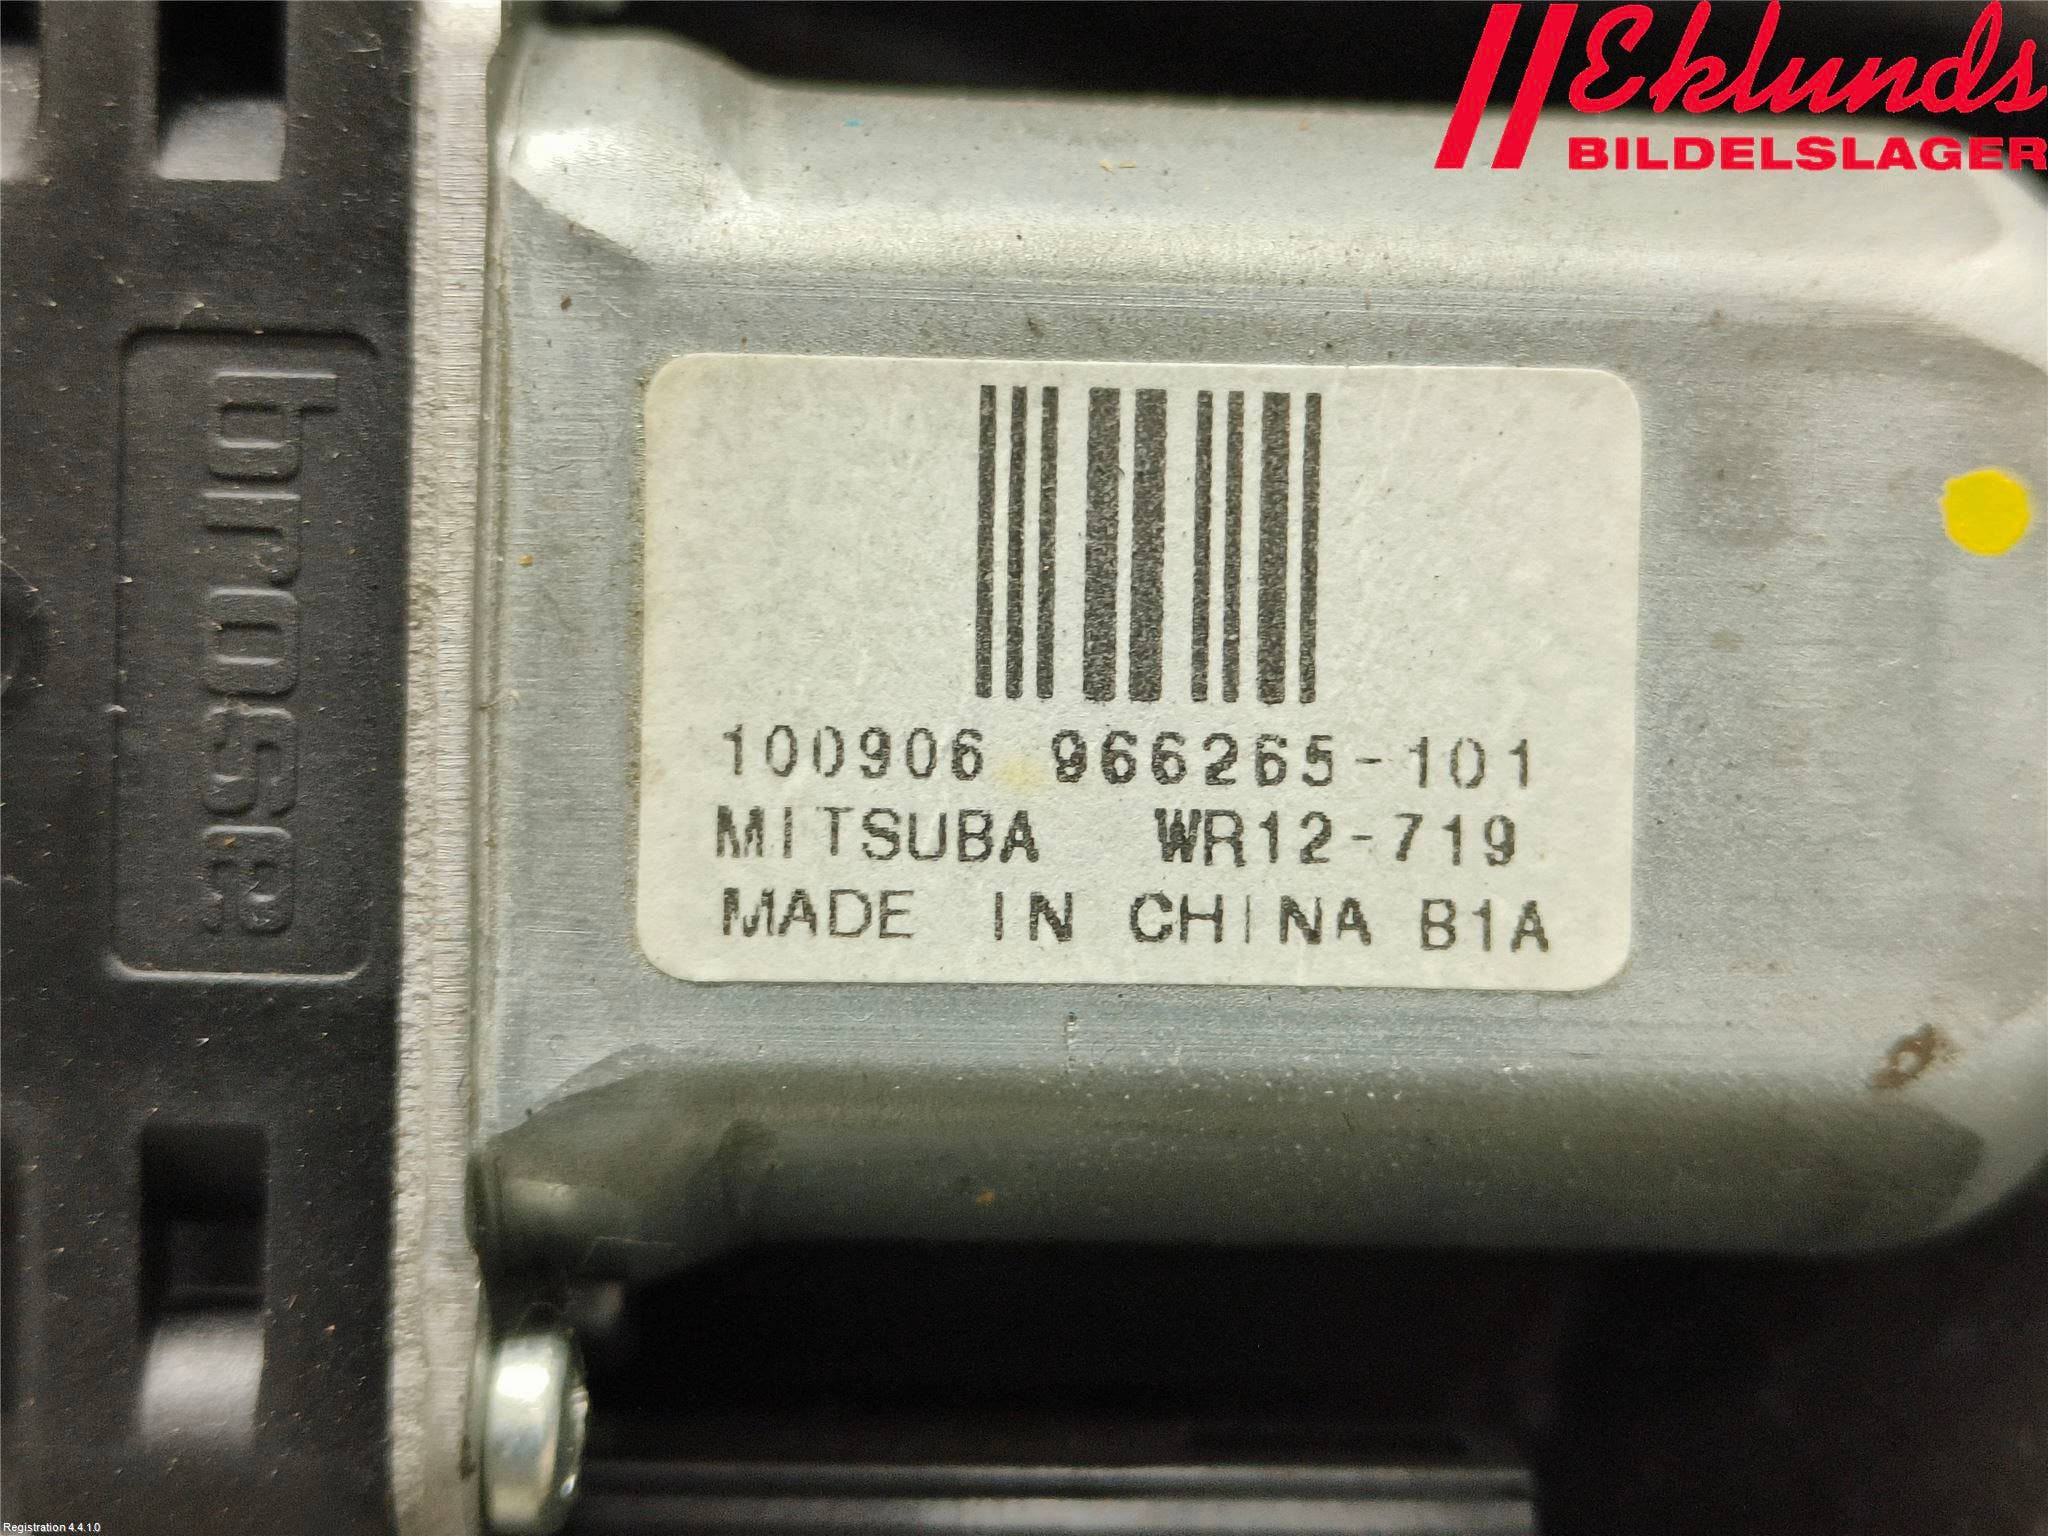 Eklunds
BILDELSLAGER
brose
100906 966265-101
MITSUBA WR12-719
MADE IN CHINA B1A
Registration 4.4.1.0